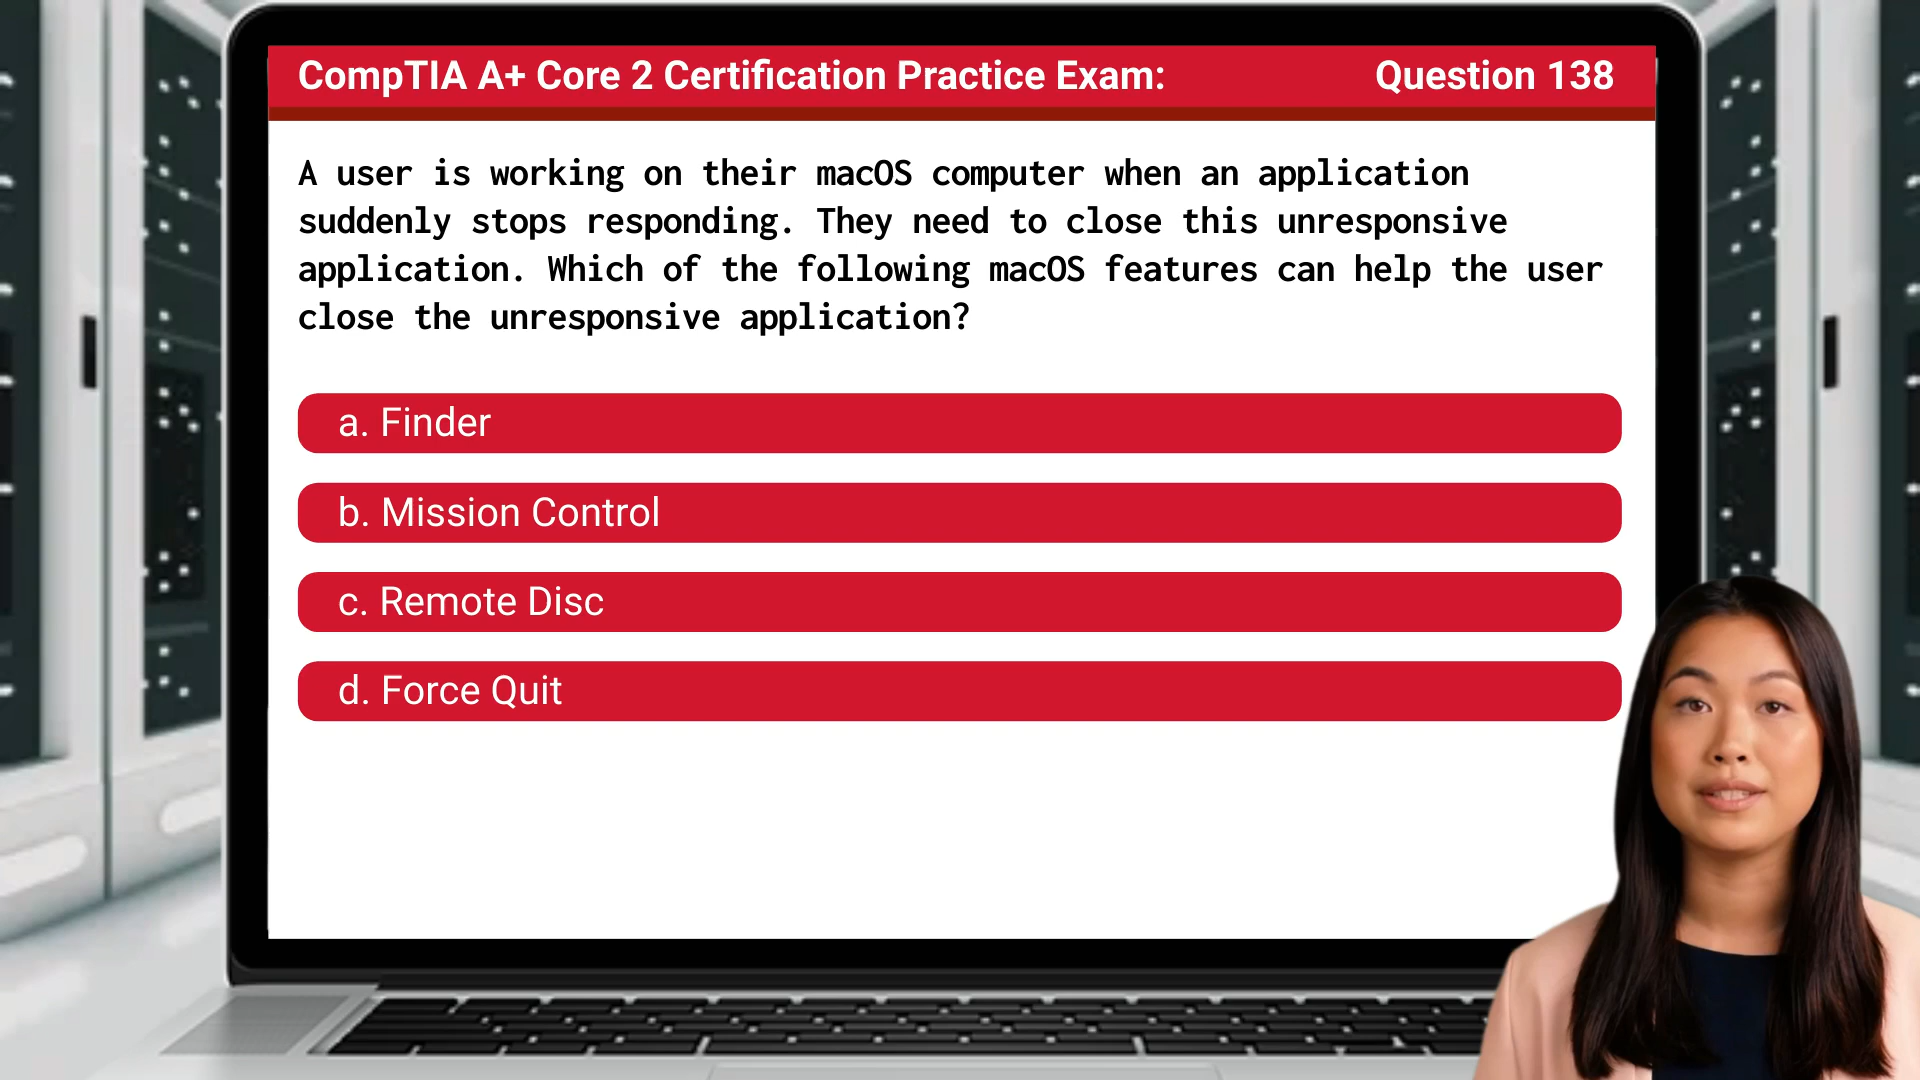 CompTIA A+ Core 2 Certification Practice Exam:
Question 138
A user is working on their macOS computer when an application
suddenly stops responding. They need to close this unresponsive
application. Which of the following macOS features can help the user
close the unresponsive application?
a. Finder
b. Mission Control
c. Remote Disc
d. Force Quit